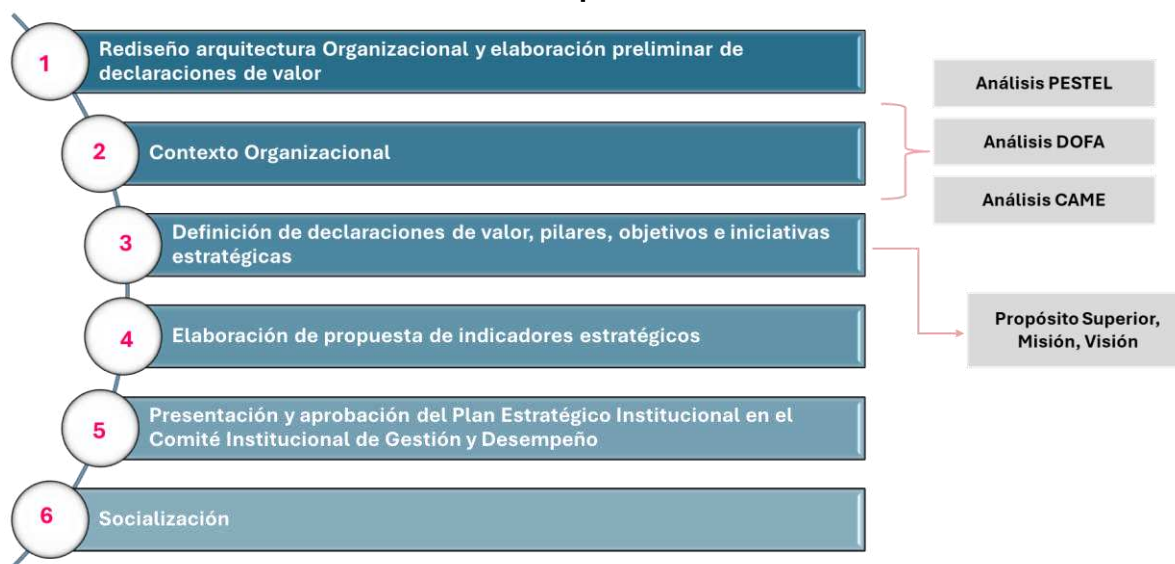 1
Rediseño arquitectura Organizacional y elaboración preliminar de
declaraciones de valor
2
Contexto Organizacional
Análisis PESTEL
Análisis DOFA
Análisis CAME
3
Definición de declaraciones de valor, pilares, objetivos e iniciativas
estratégicas
Propósito Superior,
Misión, Visión
4
Elaboración de propuesta de indicadores estratégicos
5
Presentación y aprobación del Plan Estratégico Institucional en el
Comité Institucional de Gestión y Desempeño
6
Socialización